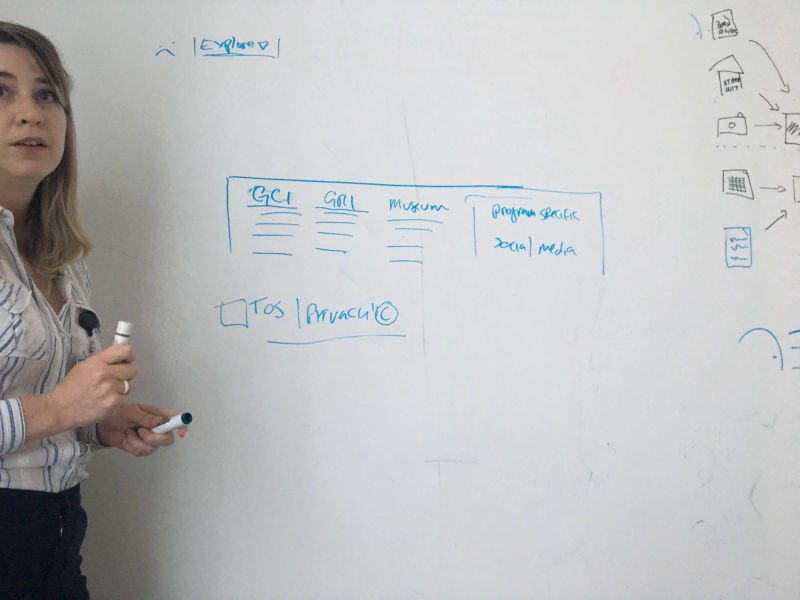 Explore
GCI GRI Museum
Program specific
Social media
TOS | Privacy ©